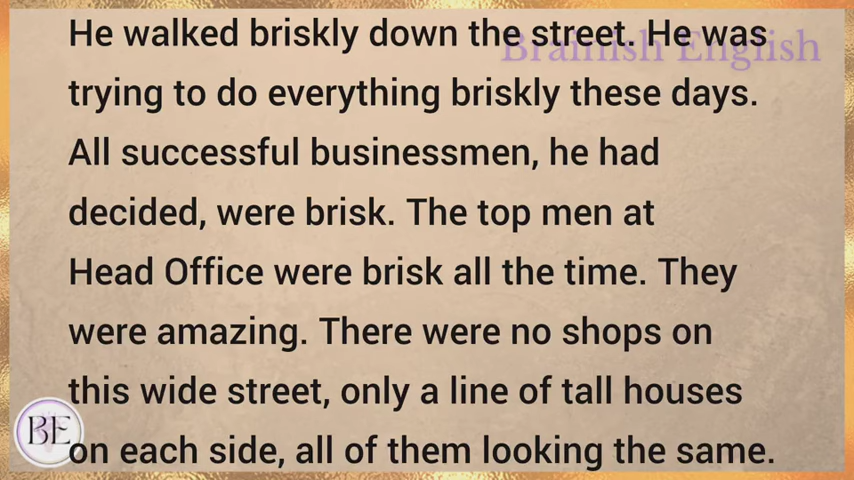 Brainish English
He walked briskly down the street. He was
trying to do everything briskly these days.
All successful businessmen, he had
decided, were brisk. The top men at
Head Office were brisk all the time. They
were amazing. There were no shops on
this wide street, only a line of tall houses
on each side, all of them looking the same.
BE